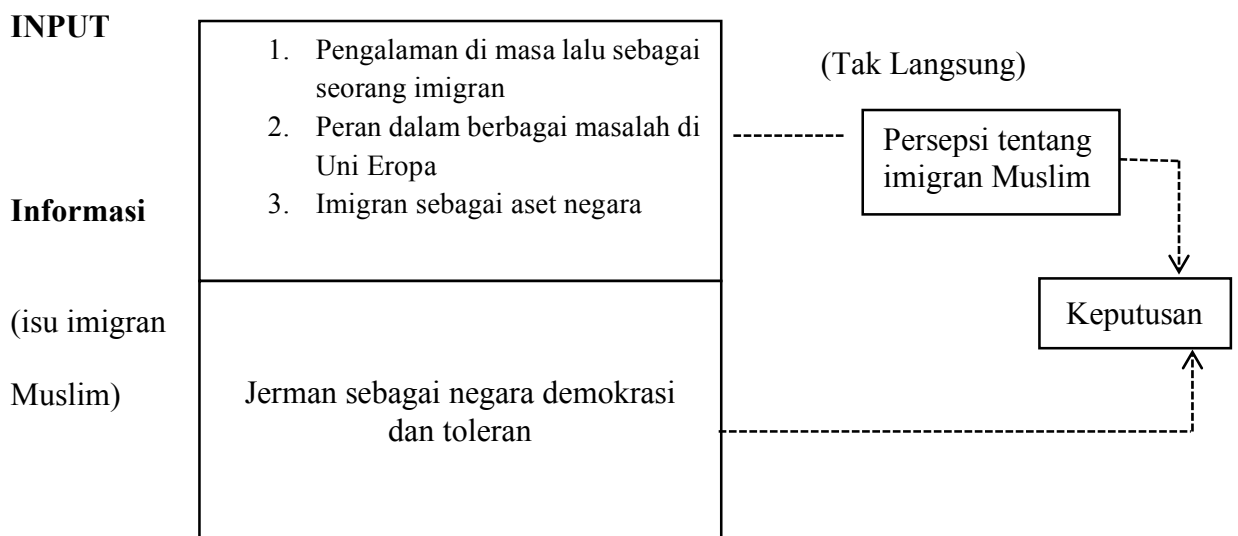 INPUT
Informasi
(isu imigran
Muslim)
1. Pengalaman di masa lalu sebagai
seorang imigran
2. Peran dalam berbagai masalah di
Uni Eropa
3. Imigran sebagai aset negara
Jerman sebagai negara demokrasi
dan toleran
(Tak Langsung)
Persepsi tentang
imigran Muslim
Keputusan